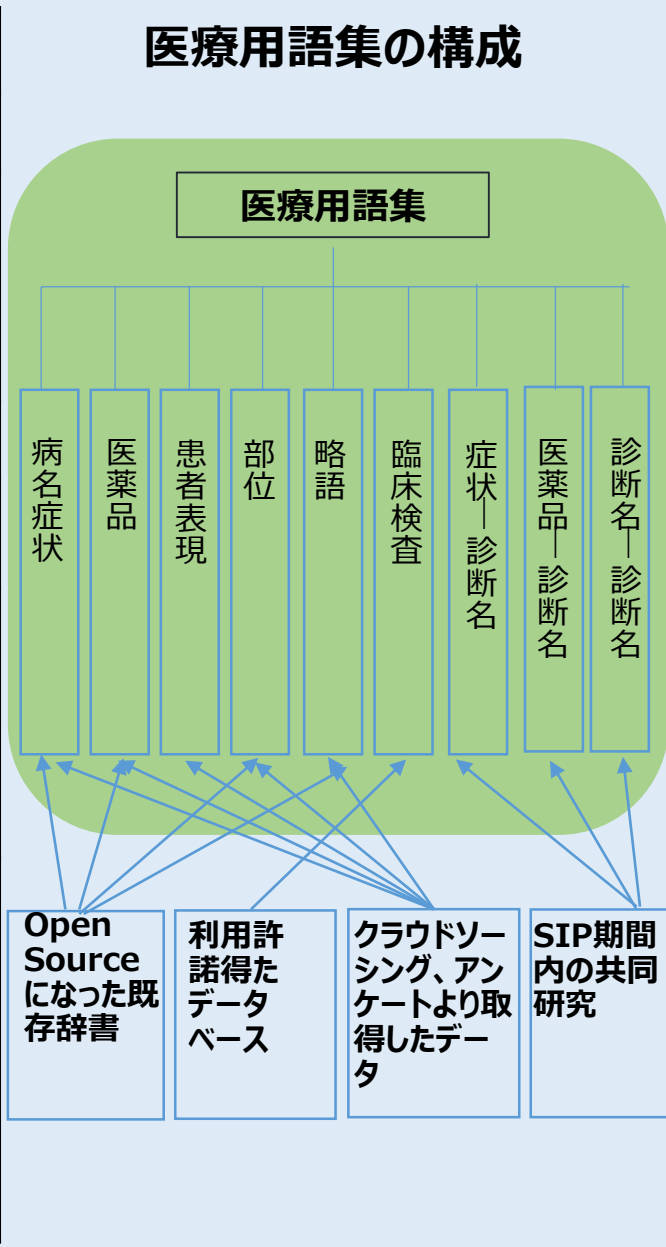 医療用語集の構成
医療用語集
病名症状
医薬品
患者表現
部位
略語
臨床検査
症状―診断名
医薬品―診断名
診断名―診断名
Open
Source
になった既
存辞書
利用許
諾得た
データ
ベース
クラウドソー
シング、アン
ケートより取
得したデー
タ
SIP期間
内の共同
研究